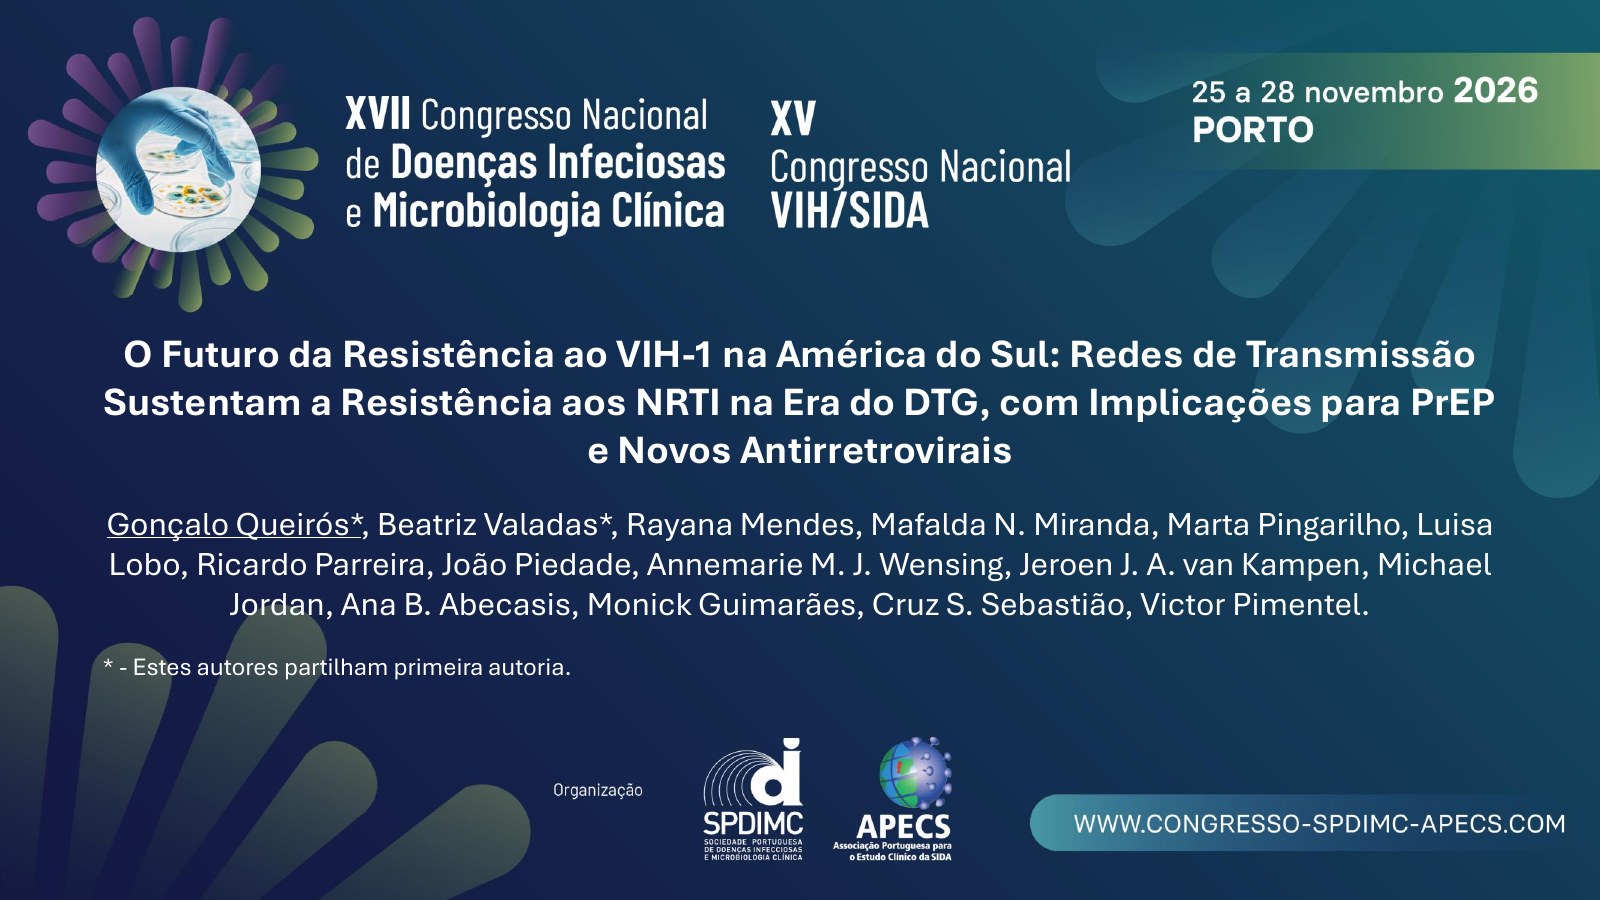 XVII Congresso Nacional
de Doenças Infeciosas
e Microbiologia Clínica
XV
Congresso Nacional
VIH/SIDA
25 a 28 novembro 2026
PORTO
O Futuro da Resistência ao VIH-1 na América do Sul: Redes de Transmissão
Sustentam a Resistência aos NRTI na Era do DTG, com Implicações para PrEP
e Novos Antirretrovirais
Gonçalo Queirós*, Beatriz Valadas*, Rayana Mendes, Mafalda N. Miranda, Marta Pingarilho, Luisa
Lobo, Ricardo Parreira, João Piedade, Annemarie M. J. Wensing, Jeroen J. A. van Kampen, Michael
Jordan, Ana B. Abecasis, Monick Guimarães, Cruz S. Sebastião, Victor Pimentel.
* - Estes autores partilham primeira autoria.
Organização
di
SPDIMC
SOCIEDADE PORTUGUESA
DE DOENÇAS INFECCIOSAS
E MICROBIOLOGIA CLÍNICA
APECS
Associação Portuguesa para
o Estudo Clínico da SIDA
WWW.CONGRESSO-SPDIMC-APECS.COM